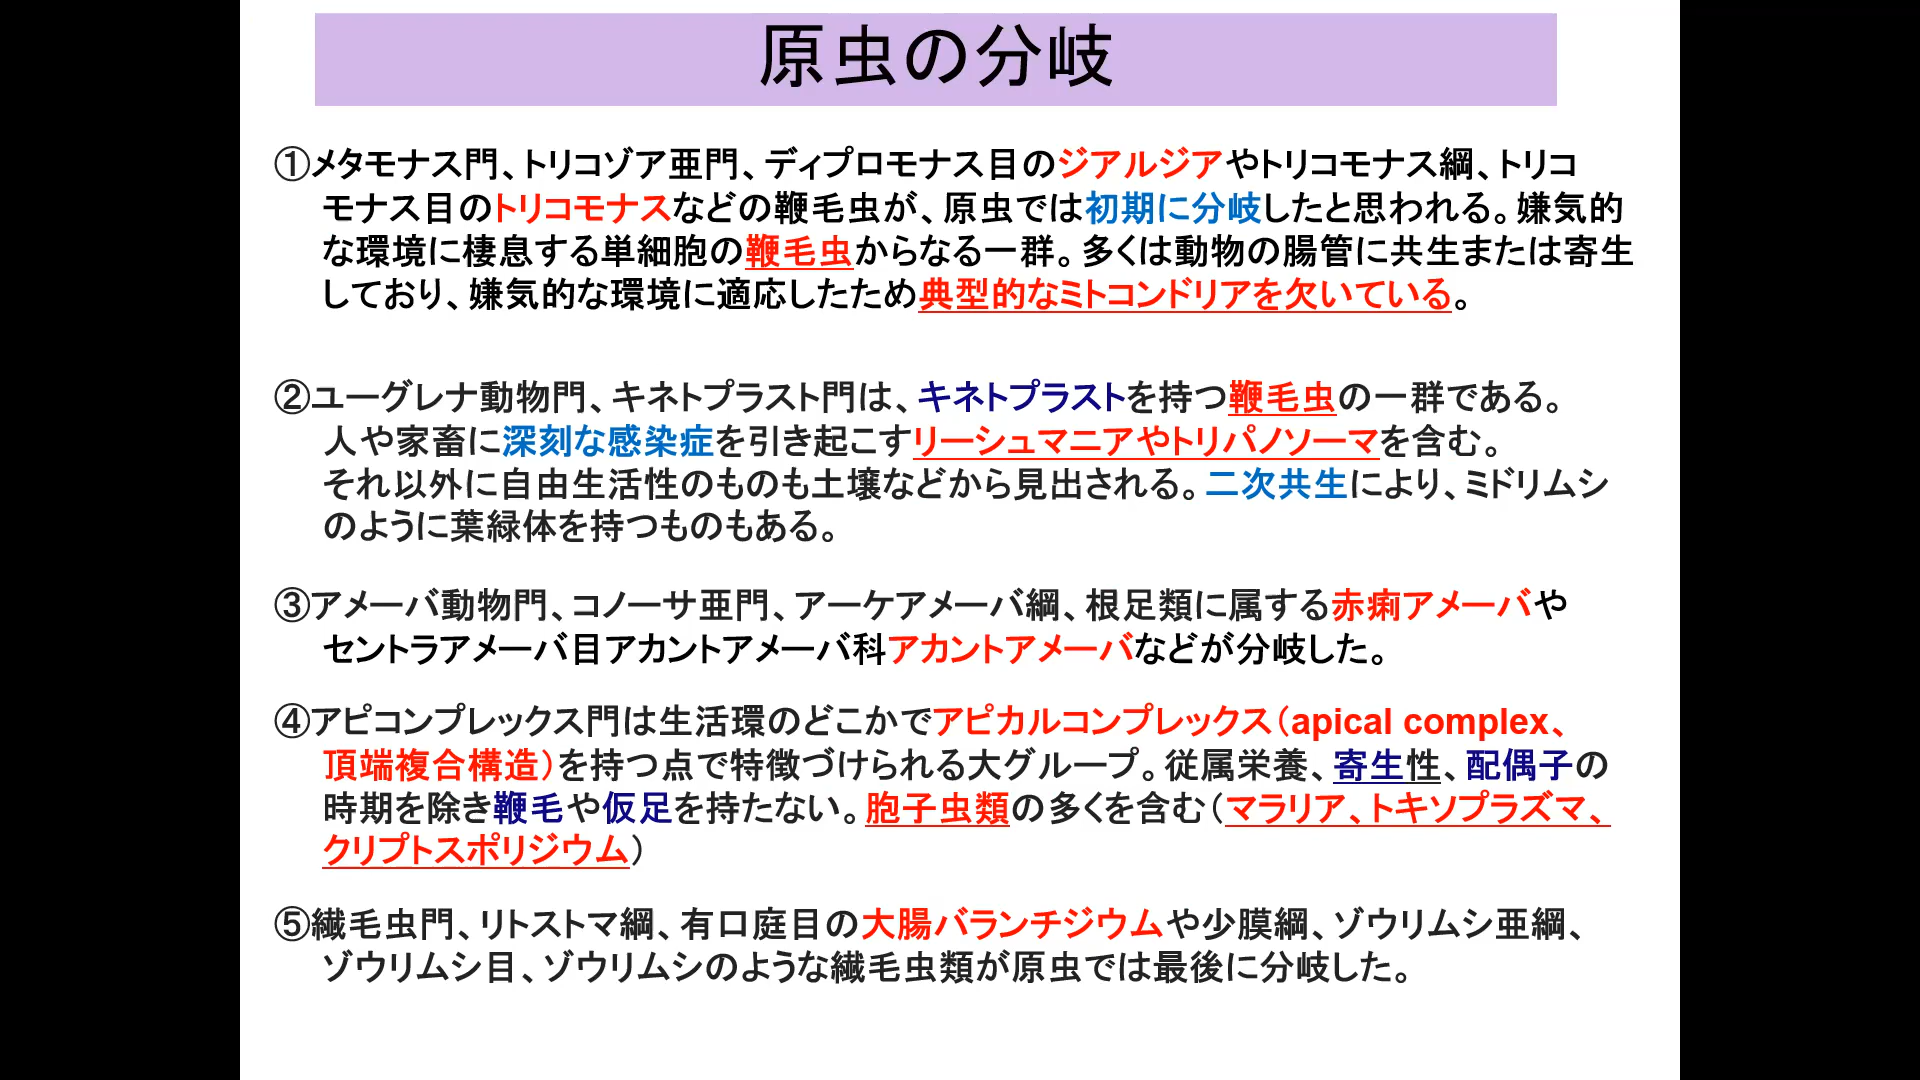 原虫の分岐
①メタモナス門、トリコゾア亜門、ディプロモナス目のジアルジアやトリコモナス綱、トリコ
モナス目のトリコモナスなどの鞭毛虫が、原虫では初期に分岐したと思われる。嫌気的
な環境に棲息する単細胞の鞭毛虫からなる一群。多くは動物の腸管に共生または寄生
しており、嫌気的な環境に適応したため典型的なミトコンドリアを欠いている。
②ユーグレナ動物門、キネトプラスト門は、キネトプラストを持つ鞭毛虫の一群である。
人や家畜に深刻な感染症を引き起こすリーシュマニアやトリパノソーマを含む。
それ以外に自由生活性のものも土壌などから見出される。二次共生により、ミドリムシ
のように葉緑体を持つものもある。
③アメーバ動物門、コノーサ亜門、アーケアメーバ綱、根足類に属する赤痢アメーバや
セントラアメーバ目アカントアメーバ科アカントアメーバなどが分岐した。
④アピコンプレックス門は生活環のどこかでアピカルコンプレックス（apical complex、
頂端複合構造）を持つ点で特徴づけられる大グループ。従属栄養、寄生性、配偶子の
時期を除き鞭毛や仮足を持たない。胞子虫類の多くを含む（マラリア、トキソプラズマ、
クリプトスポリジウム）
⑤繊毛虫門、リトストマ綱、有口庭目の大腸バランチジウムや少膜綱、ゾウリムシ亜綱、
ゾウリムシ目、ゾウリムシのような繊毛虫類が原虫では最後に分岐した。